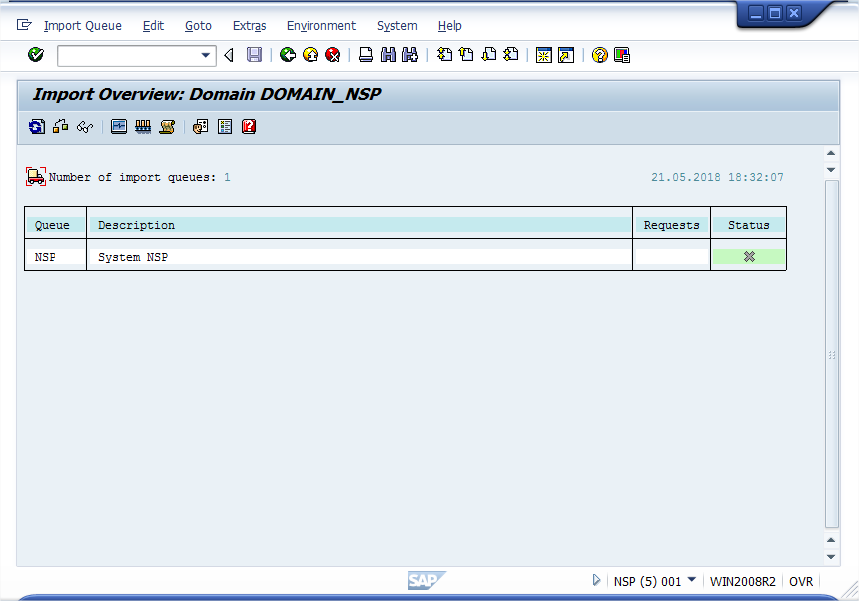 Import Queue Edit Goto Extras Environment System Help
Import Overview: Domain DOMAIN_NSP
Number of import queues: 1 21.05.2018 18:32:07
Queue Description Requests Status
NSP System NSP
SAP NSP (5) 001 WIN2008R2 OVR